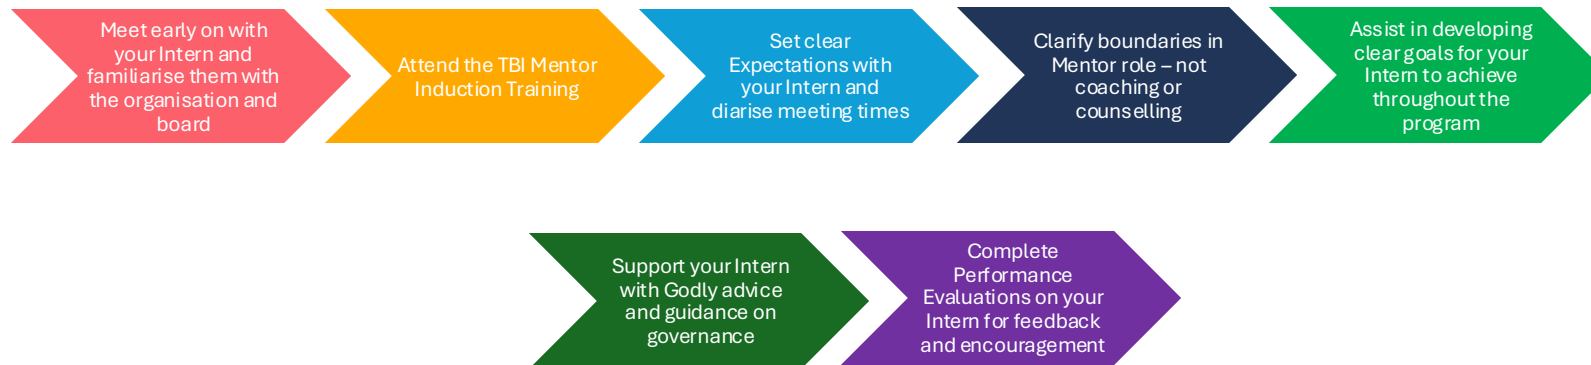 Meet early on with
your Intern and
familiarise them with
the organisation and
board
Attend the TBI Mentor
Induction Training
Set clear
Expectations with
your Intern and
diarise meeting times
Clarify boundaries in
Mentor role – not
coaching or
counselling
Assist in developing
clear goals for your
Intern to achieve
throughout the
program
Support your Intern
with Godly advice
and guidance on
governance
Complete
Performance
Evaluations on your
Intern for feedback
and encouragement